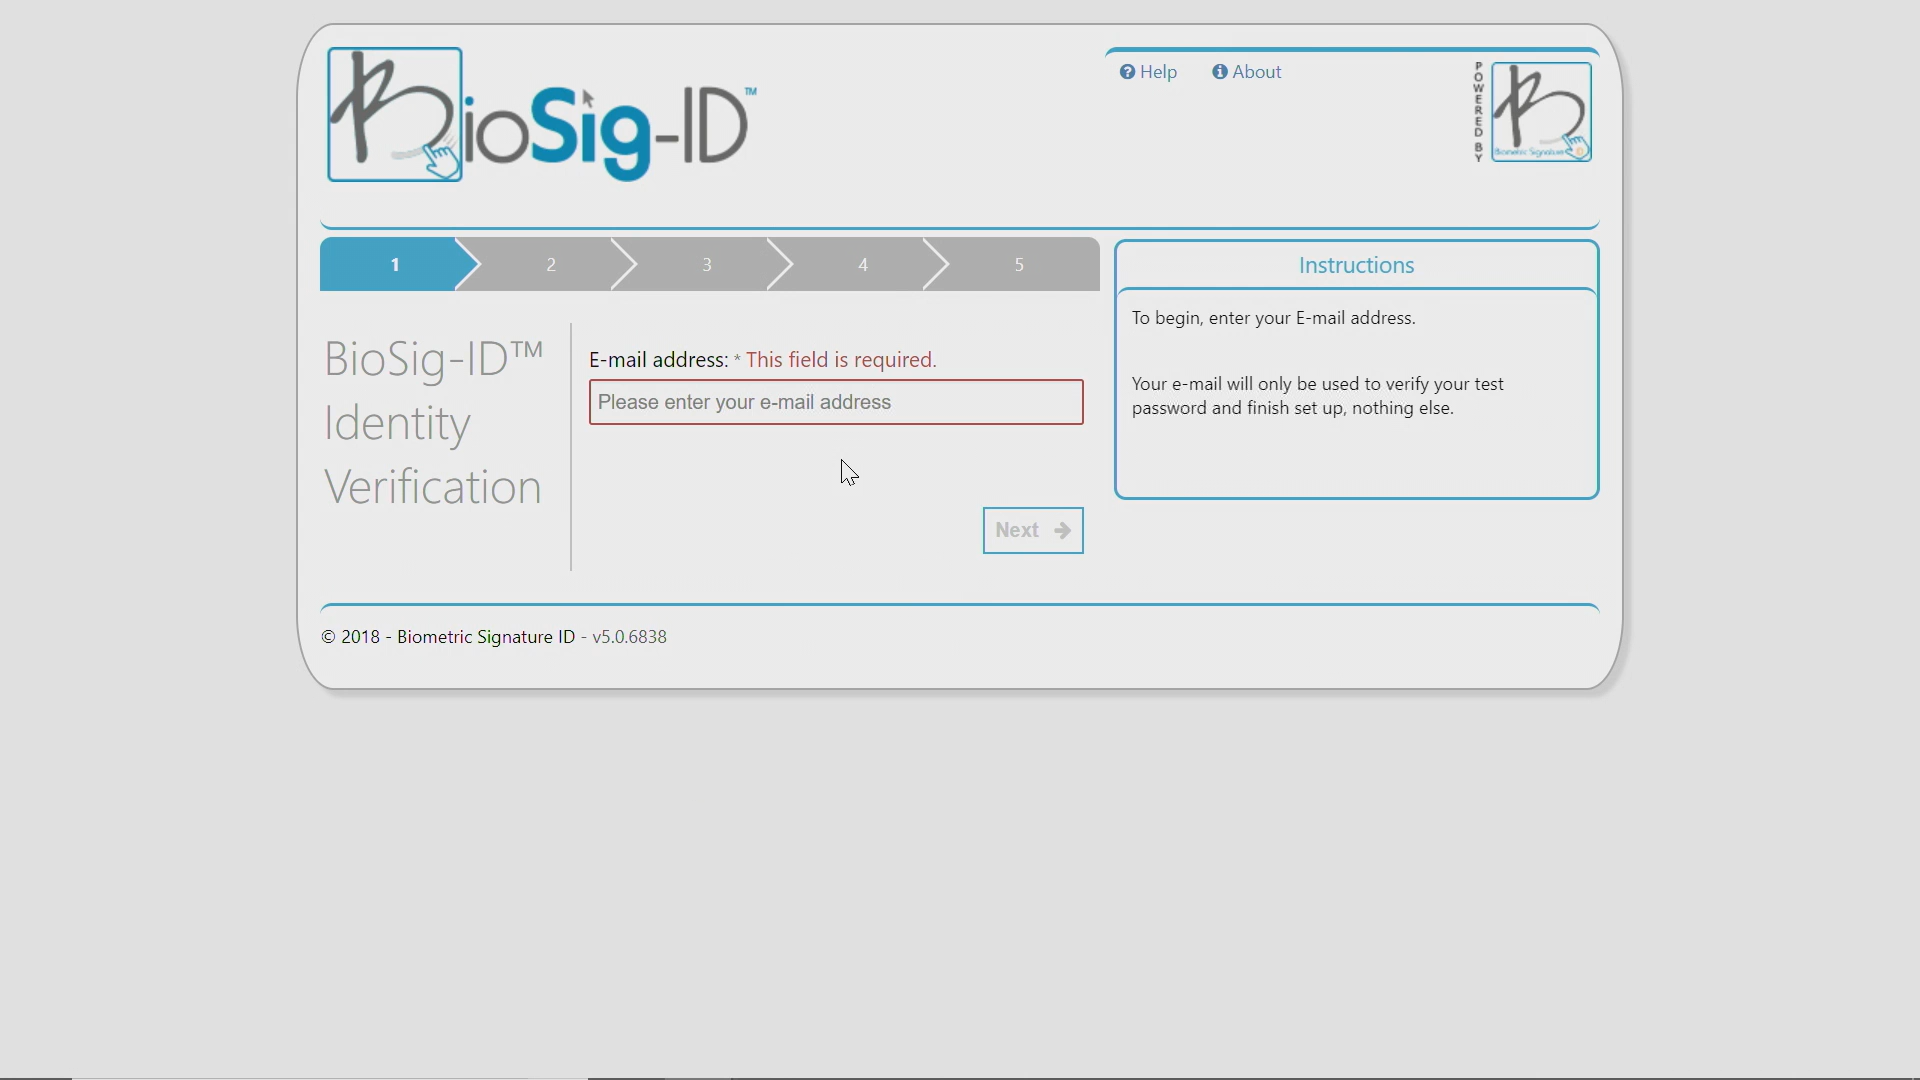 BioSig-ID™
Help
About
POWERED BY
Biometric Signature ID
1
2
3
4
5
BioSig-ID™
Identity
Verification
E-mail address: * This field is required.
Please enter your e-mail address
Next
Instructions
To begin, enter your E-mail address.
Your e-mail will only be used to verify your test
password and finish set up, nothing else.
© 2018 - Biometric Signature ID - v5.0.6838